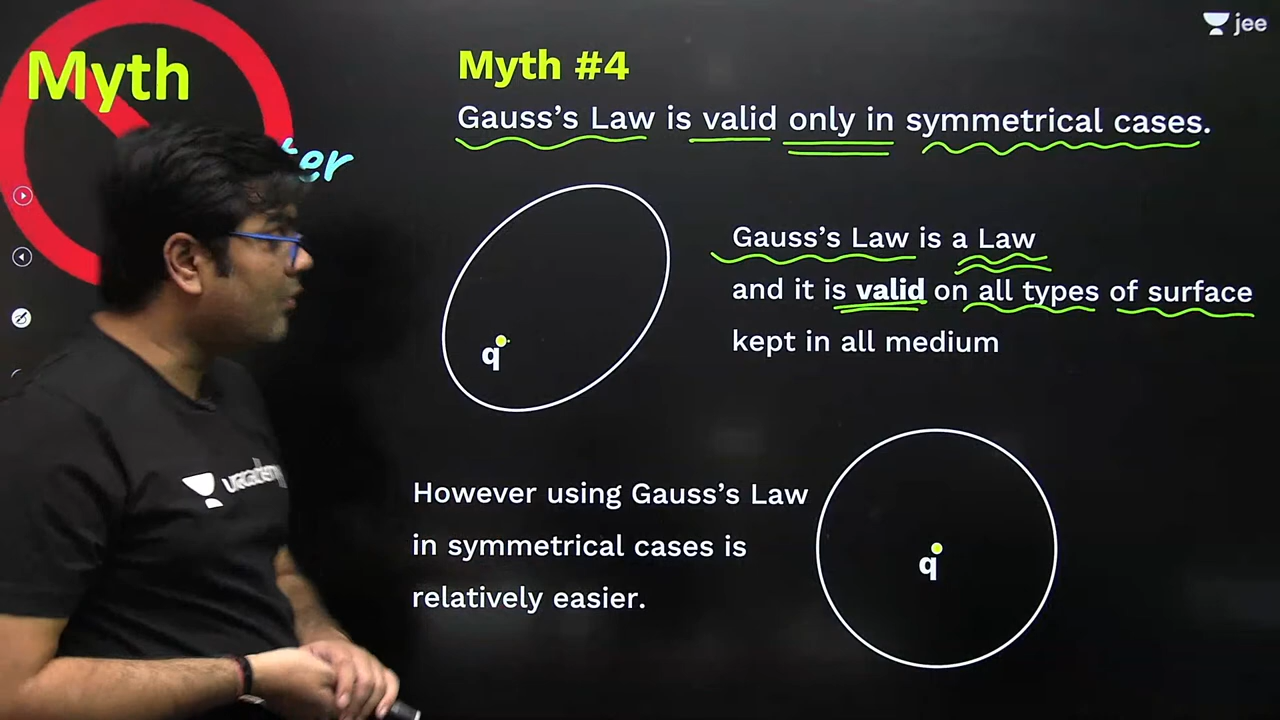 jee
Myth
ter
Myth #4
Gauss's Law is valid only in symmetrical cases.
Gauss's Law is a Law
and it is valid on all types of surface
kept in all medium
q
However using Gauss's Law
in symmetrical cases is
relatively easier.
q